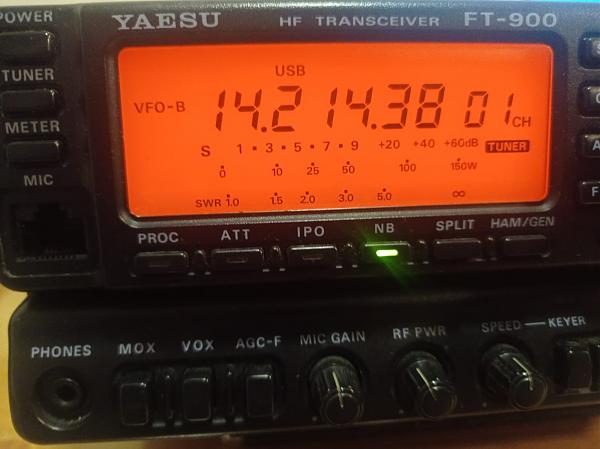 POWER YAESU HF TRANSCEIVER FT-900
TUNER USB
VFO-B 14.214.38 01 CH
METER S 1 • 3 • 5 • 7 • 9 +20 +40 +60dB TUNER
0 10 25 50 100 150W
MIC SWR 1.0 1.5 2.0 3.0 5.0 ∞
PROC ATT IPO NB SPLIT HAM/GEN
PHONES MOX VOX AGC-F MIC GAIN RF PWR SPEED — KEYER